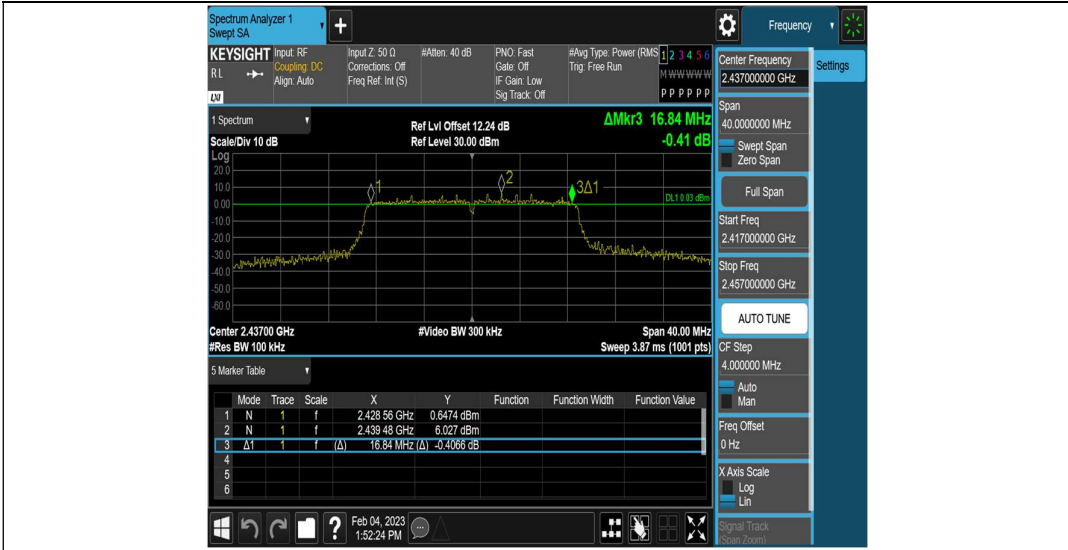 Spectrum Analyzer 1
Swept SA
Frequency
KEYSIGHT
RL
Input: RF
Coupling: DC
Align: Auto
Input Z: 50 Ω
Corrections: Off
Freq Ref: Int (S)
#Atten: 40 dB
PNO: Fast
Gate: Off
IF Gain: Low
Sig Track: Off
#Avg Type: Power (RMS
Trig: Free Run
1 2 3 4 5 6
M W W W W W
P P P P P P
LXI
1 Spectrum
Scale/Div 10 dB
Ref Lvl Offset 12.24 dB
Ref Level 30.00 dBm
ΔMkr3 16.84 MHz
-0.41 dB
Log
20.0
10.0
0.00
-10.0
-20.0
-30.0
-40.0
-50.0
-60.0
1
2
3Δ1
DL1 0.03 dBm
Center 2.43700 GHz
#Video BW 300 kHz
Span 40.00 MHz
#Res BW 100 kHz
Sweep 3.87 ms (1001 pts)
5 Marker Table
Mode Trace Scale X Y Function Function Width Function Value
1 N 1 f 2.428 56 GHz 0.6474 dBm
2 N 1 f 2.439 48 GHz 6.027 dBm
3 Δ1 1 f (Δ) 16.84 MHz (Δ) -0.4066 dB
4
5
6
Feb 04, 2023
1:52:24 PM
Center Frequency
2.437000000 GHz
Settings
Span
40.0000000 MHz
Swept Span
Zero Span
Full Span
Start Freq
2.417000000 GHz
Stop Freq
2.457000000 GHz
AUTO TUNE
CF Step
4.000000 MHz
Auto
Man
Freq Offset
0 Hz
X Axis Scale
Log
Lin
Signal Track
(Span Zoom)